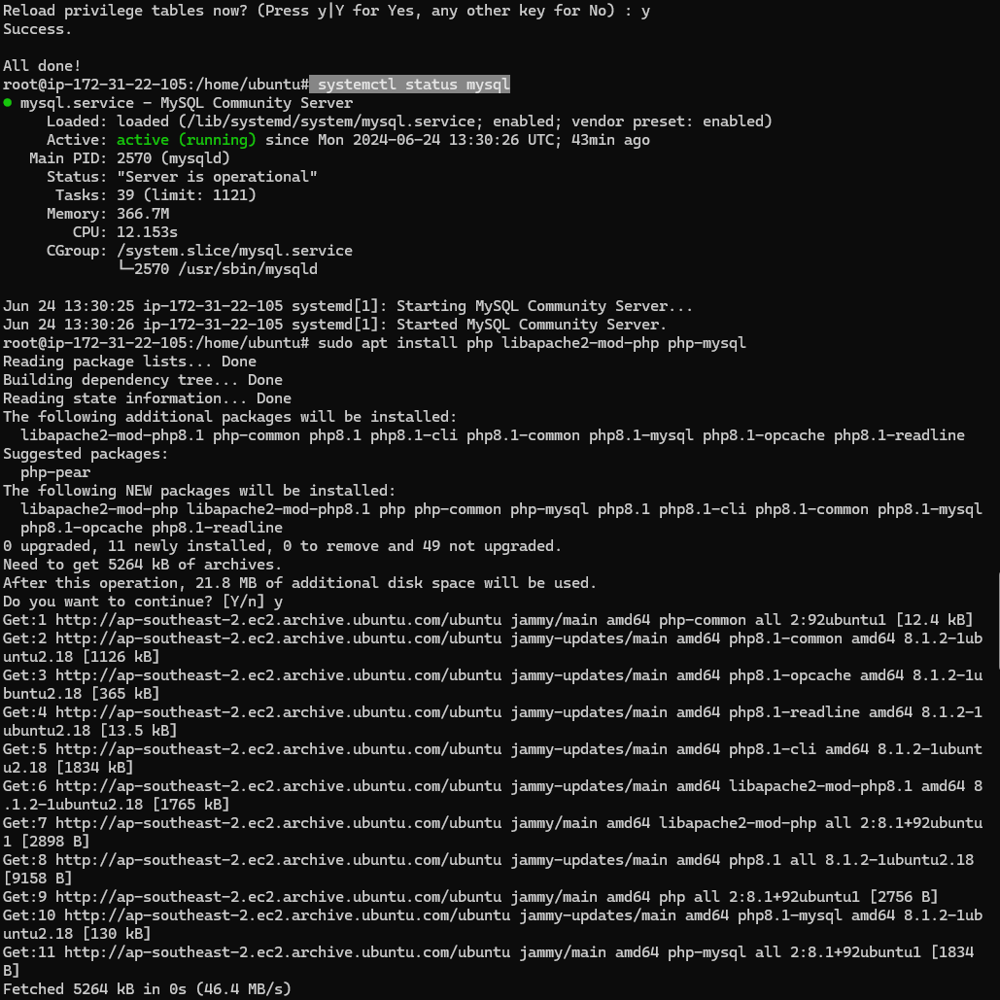 Reload privilege tables now? (Press y|Y for Yes, any other key for No) : y
Success.
All done!
root@ip-172-31-22-105:/home/ubuntu# systemctl status mysql
● mysql.service - MySQL Community Server
Loaded: loaded (/lib/systemd/system/mysql.service; enabled; vendor preset: enabled)
Active: active (running) since Mon 2024-06-24 13:30:26 UTC; 43min ago
Main PID: 2570 (mysqld)
Status: "Server is operational"
Tasks: 39 (limit: 1121)
Memory: 366.7M
CPU: 12.153s
CGroup: /system.slice/mysql.service
└─2570 /usr/sbin/mysqld
Jun 24 13:30:25 ip-172-31-22-105 systemd[1]: Starting MySQL Community Server...
Jun 24 13:30:26 ip-172-31-22-105 systemd[1]: Started MySQL Community Server.
root@ip-172-31-22-105:/home/ubuntu# sudo apt install php libapache2-mod-php php-mysql
Reading package lists... Done
Building dependency tree... Done
Reading state information... Done
The following additional packages will be installed:
libapache2-mod-php8.1 php-common php8.1 php8.1-cli php8.1-common php8.1-mysql php8.1-opcache php8.1-readline
Suggested packages:
php-pear
The following NEW packages will be installed:
libapache2-mod-php libapache2-mod-php8.1 php php-common php-mysql php8.1 php8.1-cli php8.1-common php8.1-mysql
php8.1-opcache php8.1-readline
0 upgraded, 11 newly installed, 0 to remove and 49 not upgraded.
Need to get 5264 kB of archives.
After this operation, 21.8 MB of additional disk space will be used.
Do you want to continue? [Y/n] y
Get:1 http://ap-southeast-2.ec2.archive.ubuntu.com/ubuntu jammy/main amd64 php-common all 2:92ubuntu1 [12.4 kB]
Get:2 http://ap-southeast-2.ec2.archive.ubuntu.com/ubuntu jammy-updates/main amd64 php8.1-common amd64 8.1.2-1ub
untu2.18 [1126 kB]
Get:3 http://ap-southeast-2.ec2.archive.ubuntu.com/ubuntu jammy-updates/main amd64 php8.1-opcache amd64 8.1.2-1u
buntu2.18 [365 kB]
Get:4 http://ap-southeast-2.ec2.archive.ubuntu.com/ubuntu jammy-updates/main amd64 php8.1-readline amd64 8.1.2-1
ubuntu2.18 [13.5 kB]
Get:5 http://ap-southeast-2.ec2.archive.ubuntu.com/ubuntu jammy-updates/main amd64 php8.1-cli amd64 8.1.2-1ubunt
u2.18 [1834 kB]
Get:6 http://ap-southeast-2.ec2.archive.ubuntu.com/ubuntu jammy-updates/main amd64 libapache2-mod-php8.1 amd64 8
.1.2-1ubuntu2.18 [1765 kB]
Get:7 http://ap-southeast-2.ec2.archive.ubuntu.com/ubuntu jammy/main amd64 libapache2-mod-php all 2:8.1+92ubuntu
1 [2898 B]
Get:8 http://ap-southeast-2.ec2.archive.ubuntu.com/ubuntu jammy-updates/main amd64 php8.1 all 8.1.2-1ubuntu2.18
[9158 B]
Get:9 http://ap-southeast-2.ec2.archive.ubuntu.com/ubuntu jammy/main amd64 php all 2:8.1+92ubuntu1 [2756 B]
Get:10 http://ap-southeast-2.ec2.archive.ubuntu.com/ubuntu jammy-updates/main amd64 php8.1-mysql amd64 8.1.2-1ub
untu2.18 [130 kB]
Get:11 http://ap-southeast-2.ec2.archive.ubuntu.com/ubuntu jammy/main amd64 php-mysql all 2:8.1+92ubuntu1 [1834
B]
Fetched 5264 kB in 0s (46.4 MB/s)